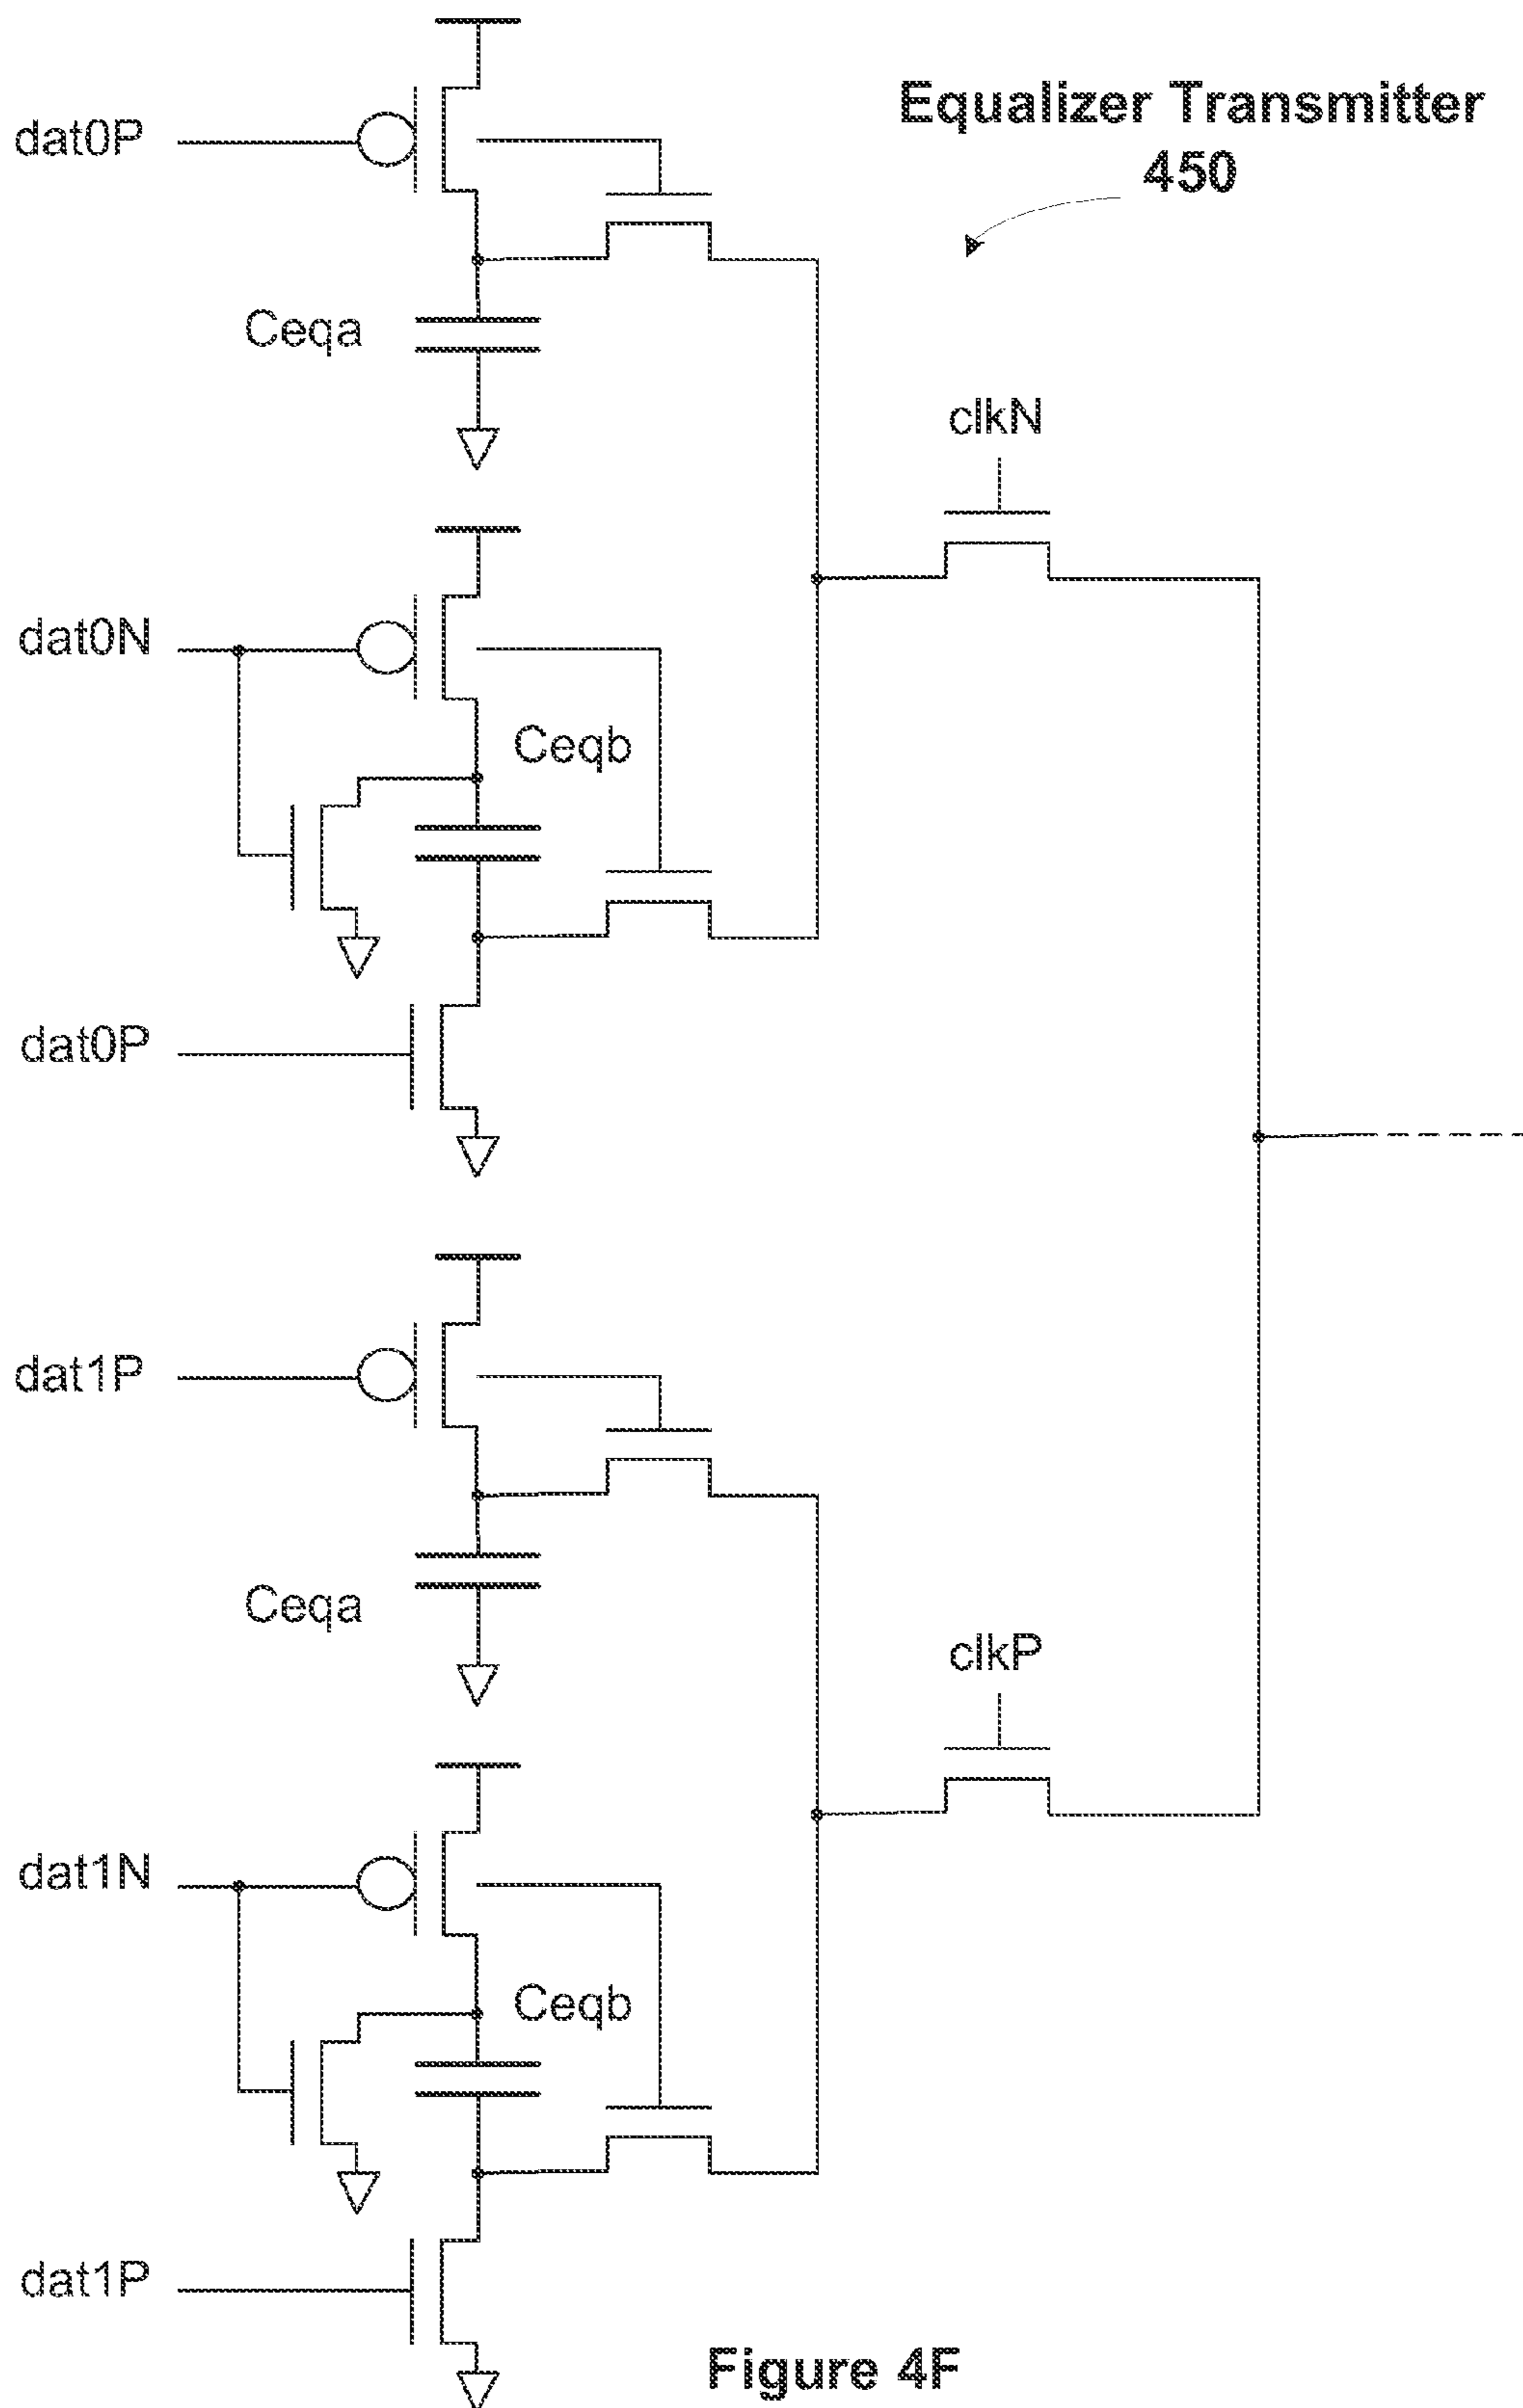 Equalizer Transmitter
450
dat0P
Ceqa
clkN
dat0N
Ceqb
dat0P
dat1P
Ceqa
clkP
dat1N
Ceqb
dat1P
Figure 4F